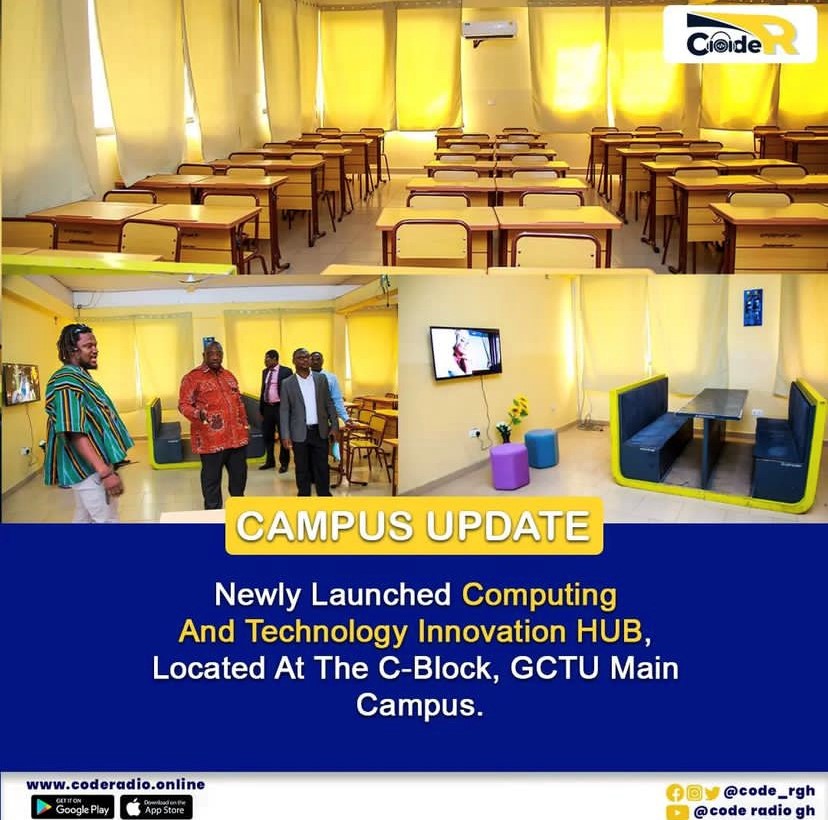 Code R
CAMPUS UPDATE
Newly Launched Computing
And Technology Innovation HUB,
Located At The C-Block, GCTU Main
Campus.
www.coderadio.online
GET IT ON
Google Play
Download on the
App Store
@code_rgh
@code radio gh